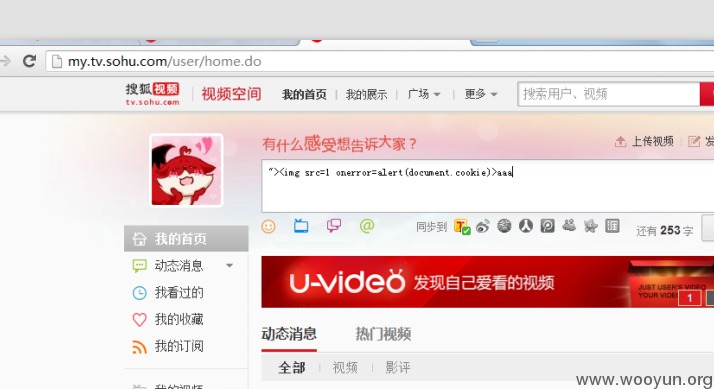 my.tv.sohu.com/user/home.do
搜狐视频 tv.sohu.com 视频空间 我的首页 我的展示 广场 更多 搜索用户、视频
有什么感受想告诉大家？ 上传视频
"><img src=1 onerror=alert(document.cookie)>aaa
同步到 还有 253 字
我的首页
动态消息
我看过的
我的收藏
我的订阅
U-video 发现自己爱看的视频
JUST USER'S VIDEO
YOUR VIDEO
1
动态消息 热门视频
全部 视频 影评
www.wooyun.org